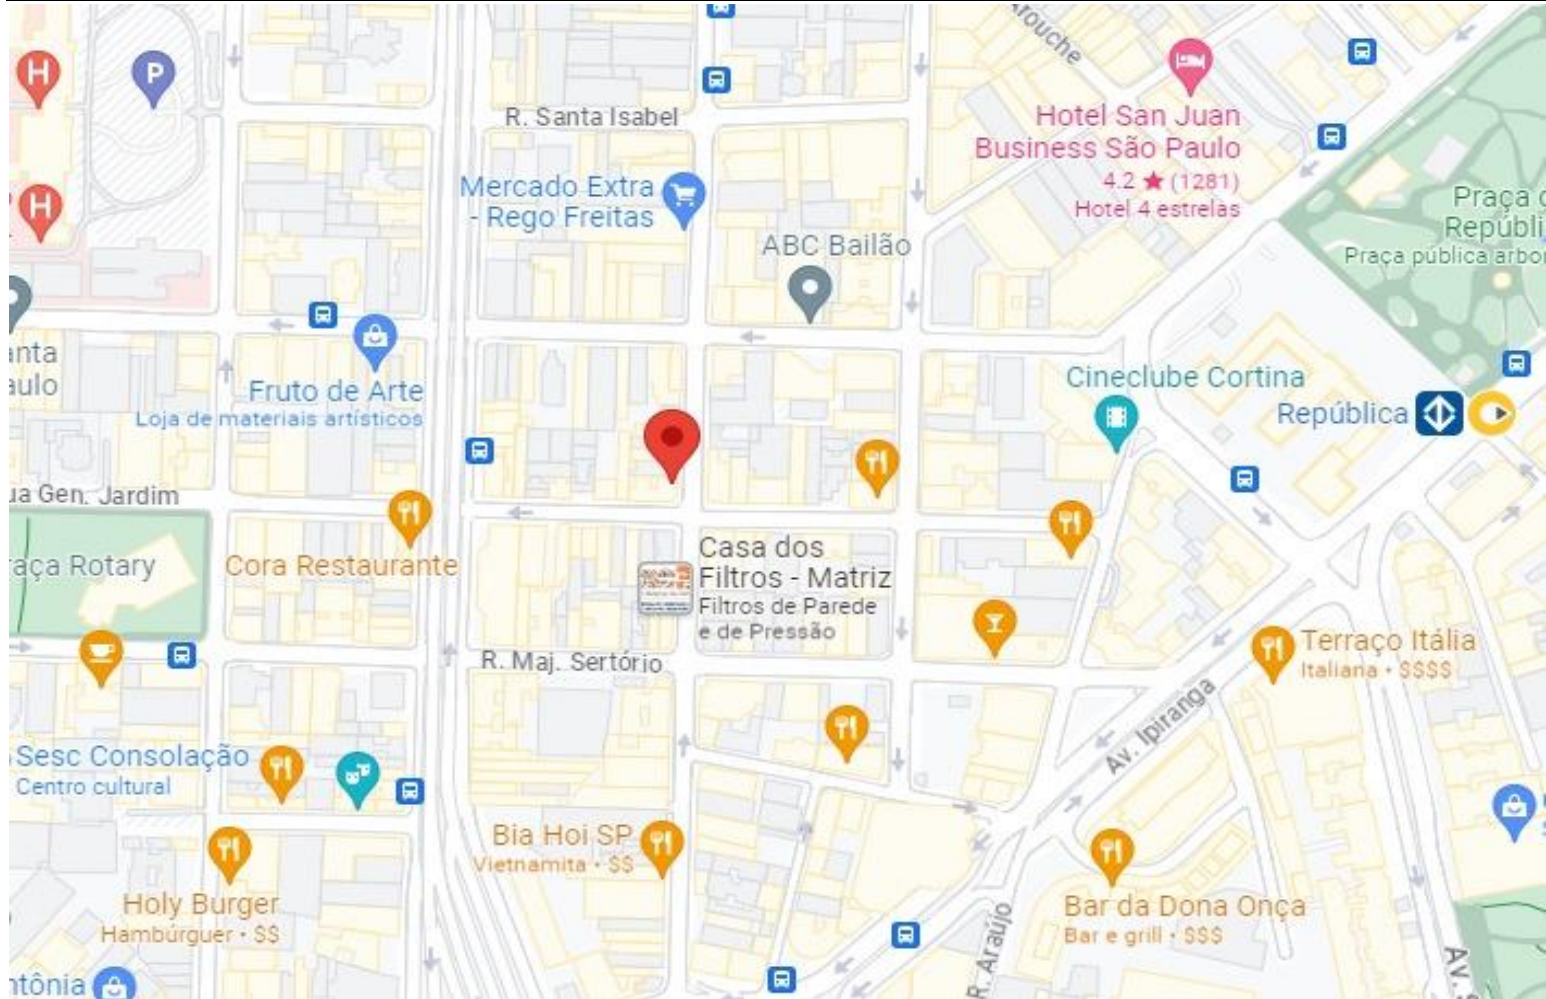 Arouche
R. Santa Isabel
Hotel San Juan
Business São Paulo
4.2 ★ (1281)
Hotel 4 estrelas
H
P
H
Mercado Extra
- Rego Freitas
ABC Bailão
Praça
Repúbli
Praça pública arbor
anta
aulo
Fruto de Arte
Loja de materiais artísticos
Cineclube Cortina
República
ua Gen. Jardim
raça Rotary
Cora Restaurante
Casa dos
Filtros - Matriz
Filtros de Parede
e de Pressão
R. Maj. Sertório
Terraço Itália
Italiana • $$$$
Av. Ipiranga
Sesc Consolação
Centro cultural
Bia Hoi SP
Vietnamita • $$
Holy Burger
Hambúrguer • $$
Bar da Dona Onça
Bar e grill • $$$
R. Araújo
Av.
ntônia